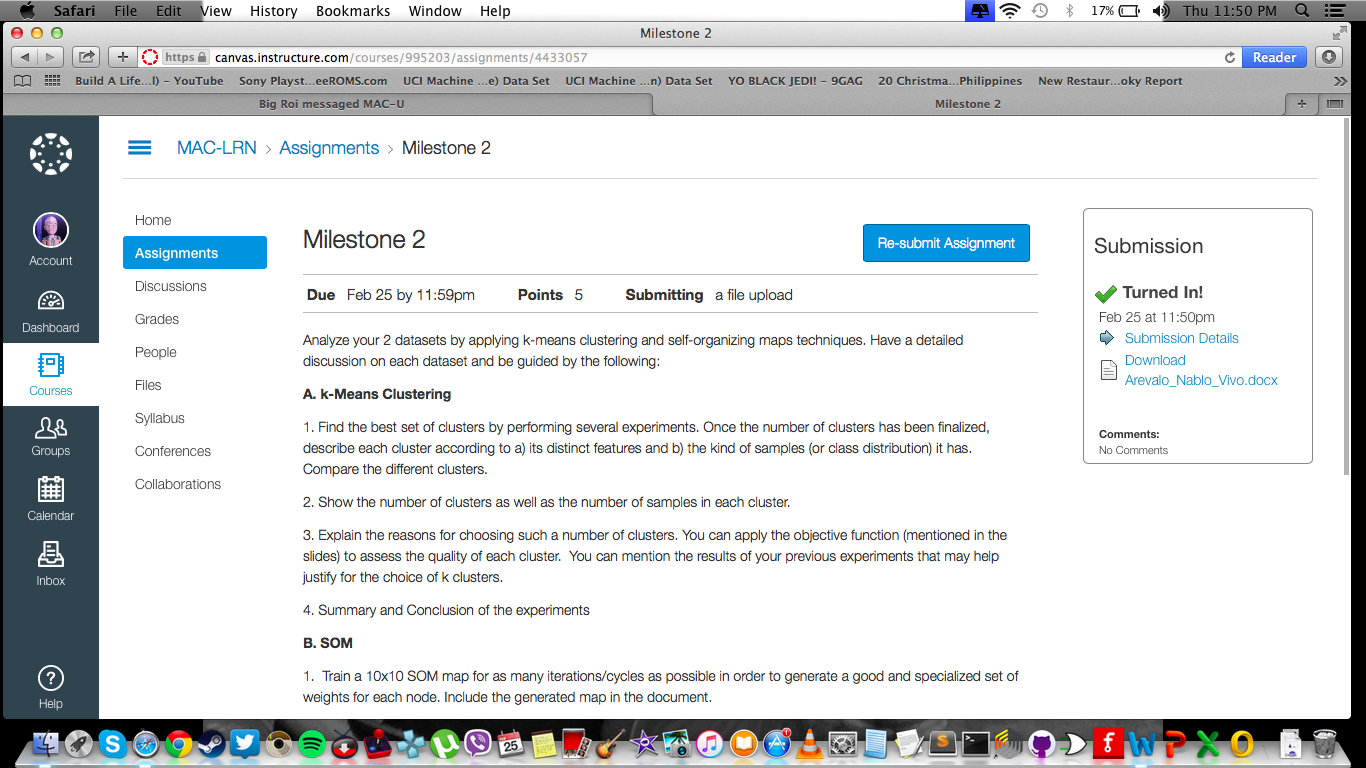 Safari File Edit View History Bookmarks Window Help 17% Thu 11:50 PM
Milestone 2
https canvas.instructure.com/courses/995203/assignments/4433057 Reader
Build A Life...l) – YouTube Sony Playst...eeROMS.com UCI Machine ...e) Data Set UCI Machine ...n) Data Set YO BLACK JEDI! – 9GAG 20 Christma...Philippines New Restaur...oky Report
Big Roi messaged MAC-U Milestone 2
MAC-LRN > Assignments > Milestone 2
Account
Dashboard
Courses
Groups
Calendar
Inbox
Help
Home
Assignments
Discussions
Grades
People
Files
Syllabus
Conferences
Collaborations
Milestone 2 Re-submit Assignment
Due Feb 25 by 11:59pm Points 5 Submitting a file upload
Analyze your 2 datasets by applying k-means clustering and self-organizing maps techniques. Have a detailed
discussion on each dataset and be guided by the following:
A. k-Means Clustering
1. Find the best set of clusters by performing several experiments. Once the number of clusters has been finalized,
describe each cluster according to a) its distinct features and b) the kind of samples (or class distribution) it has.
Compare the different clusters.
2. Show the number of clusters as well as the number of samples in each cluster.
3. Explain the reasons for choosing such a number of clusters. You can apply the objective function (mentioned in the
slides) to assess the quality of each cluster.  You can mention the results of your previous experiments that may help
justify for the choice of k clusters.
4. Summary and Conclusion of the experiments
B. SOM
1.  Train a 10x10 SOM map for as many iterations/cycles as possible in order to generate a good and specialized set of
weights for each node. Include the generated map in the document.
Submission
Turned In!
Feb 25 at 11:50pm
Submission Details
Download
Arevalo_Nablo_Vivo.docx
Comments:
No Comments
25